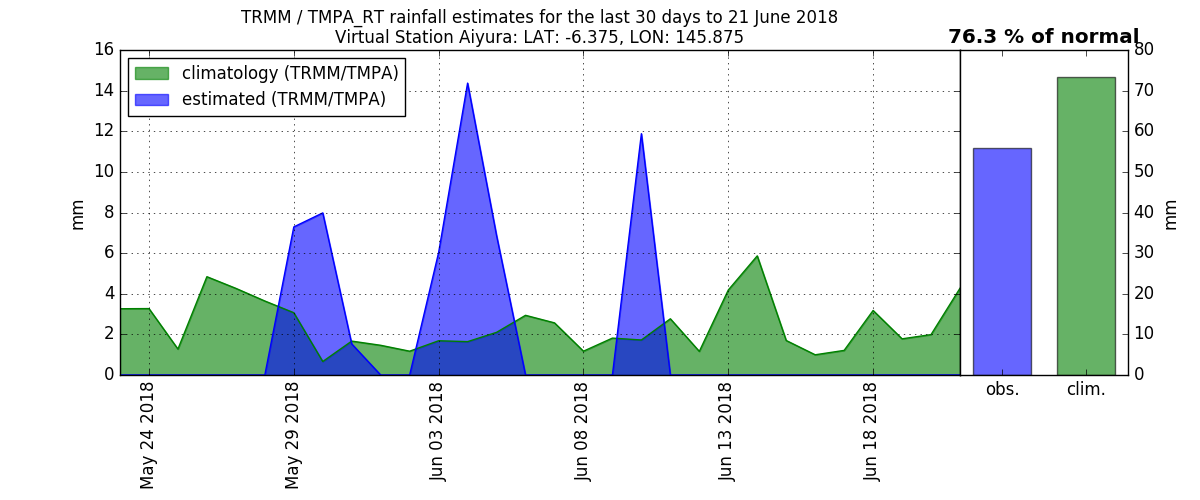 TRMM / TMPA_RT rainfall estimates for the last 30 days to 21 June 2018
Virtual Station Aiyura: LAT: -6.375, LON: 145.875
76.3 % of normal
climatology (TRMM/TMPA)
estimated (TRMM/TMPA)
mm
16
14
12
10
8
6
4
2
0
May 24 2018
May 29 2018
Jun 03 2018
Jun 08 2018
Jun 13 2018
Jun 18 2018
obs.
clim.
80
70
60
50
40
30
20
10
0
mm